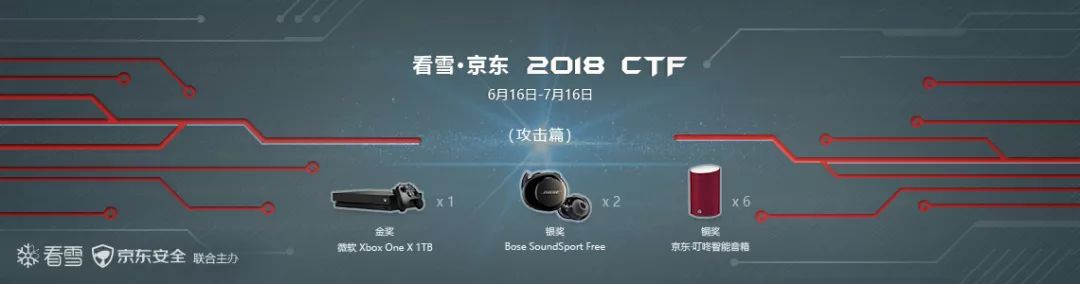 看雪·京东 2018 CTF
6月16日-7月16日
（攻击篇）
x 1
BOSE
x 2
x 6
金奖
银奖
铜奖
微软 Xbox One X 1TB
Bose SoundSport Free
京东·叮咚智能音箱
看雪 京东安全 联合主办